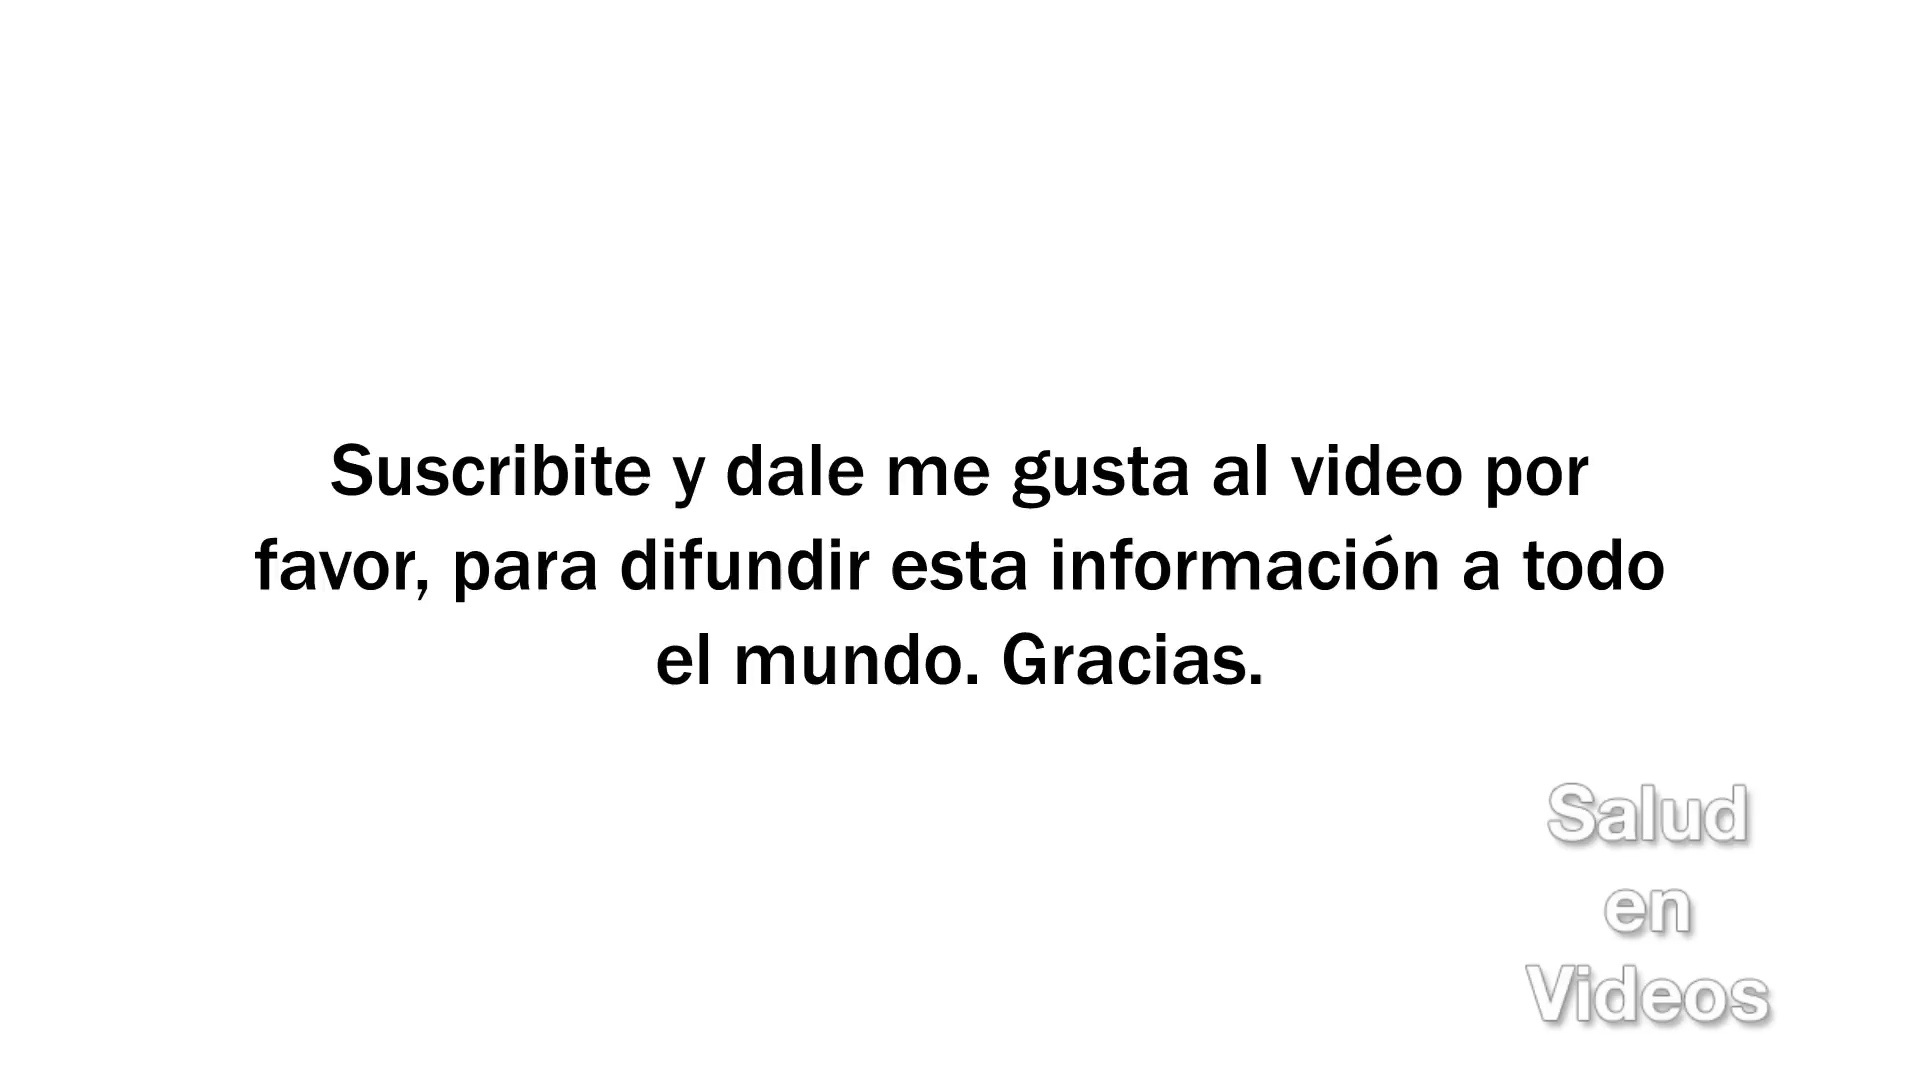 Suscribite y dale me gusta al video por
favor, para difundir esta información a todo
el mundo. Gracias.
Salud
en
Videos